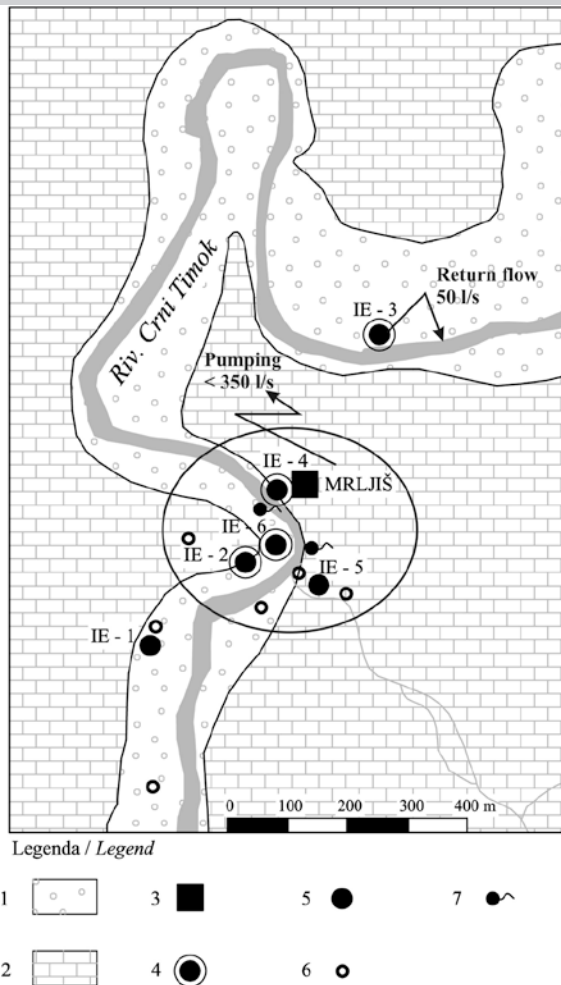 Return flow
50 l/s
IE - 3
Riv. Crni Timok
Pumping
< 350 l/s
IE - 4
MRLJIŠ
IE - 6
IE - 2
IE - 5
IE - 1
0 100 200 300 400 m
Legenda / Legend
1 3 5 7
2 4 6